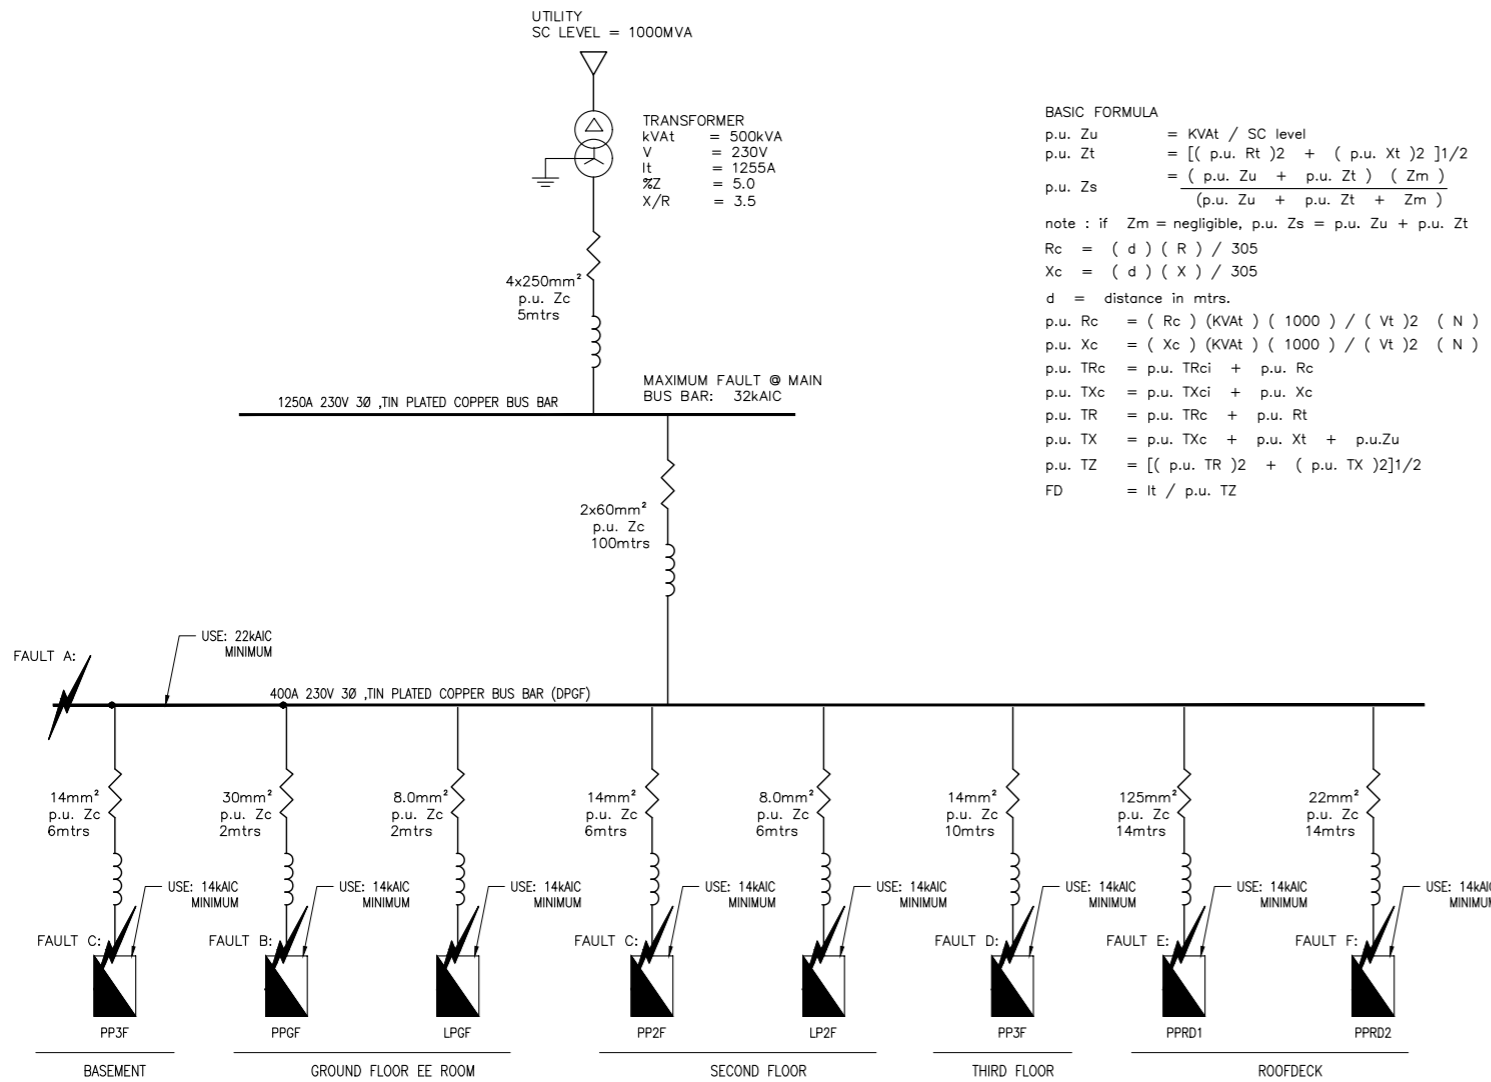 UTILITY
SC LEVEL = 1000MVA
TRANSFORMER
kVAt = 500kVA
V = 230V
It = 1255A
%Z = 5.0
X/R = 3.5
4x250mm²
p.u. Zc
5mtrs
MAXIMUM FAULT @ MAIN
BUS BAR: 32kAIC
1250A 230V 3Ø ,TIN PLATED COPPER BUS BAR
2x60mm²
p.u. Zc
100mtrs
BASIC FORMULA
p.u. Zu = KVAt / SC level
p.u. Zt = [( p.u. Rt )2 + ( p.u. Xt )2 ]1/2
p.u. Zs = ( p.u. Zu + p.u. Zt ) ( Zm )
(p.u. Zu + p.u. Zt + Zm )
note : if Zm = negligible, p.u. Zs = p.u. Zu + p.u. Zt
Rc = ( d ) ( R ) / 305
Xc = ( d ) ( X ) / 305
d = distance in mtrs.
p.u. Rc = ( Rc ) (KVAt ) ( 1000 ) / ( Vt )2 ( N )
p.u. Xc = ( Xc ) (KVAt ) ( 1000 ) / ( Vt )2 ( N )
p.u. TRc = p.u. TRci + p.u. Rc
p.u. TXc = p.u. TXci + p.u. Xc
p.u. TR = p.u. TRc + p.u. Rt
p.u. TX = p.u. TXc + p.u. Xt + p.u.Zu
p.u. TZ = [( p.u. TR )2 + ( p.u. TX )2]1/2
FD = It / p.u. TZ
FAULT A:
USE: 22kAIC
MINIMUM
400A 230V 3Ø ,TIN PLATED COPPER BUS BAR (DPGF)
14mm²
p.u. Zc
6mtrs
USE: 14kAIC
MINIMUM
FAULT C:
PP3F
BASEMENT
30mm²
p.u. Zc
2mtrs
USE: 14kAIC
MINIMUM
FAULT B:
PPGF
8.0mm²
p.u. Zc
2mtrs
USE: 14kAIC
MINIMUM
LPGF
GROUND FLOOR EE ROOM
14mm²
p.u. Zc
6mtrs
USE: 14kAIC
MINIMUM
FAULT C:
PP2F
8.0mm²
p.u. Zc
6mtrs
USE: 14kAIC
MINIMUM
LP2F
SECOND FLOOR
14mm²
p.u. Zc
10mtrs
USE: 14kAIC
MINIMUM
FAULT D:
PP3F
THIRD FLOOR
125mm²
p.u. Zc
14mtrs
USE: 14kAIC
MINIMUM
FAULT E:
PPRD1
22mm²
p.u. Zc
14mtrs
USE:
FAULT F:
PPRD2
ROOFDECK